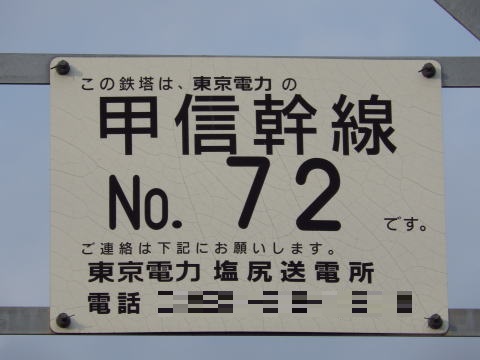 この鉄塔は、東京電力の
甲信幹線
No. 72 です。
ご連絡は下記にお願いします。
東京電力 塩尻送電所
電話